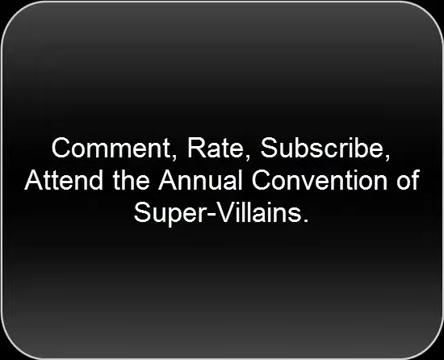 Comment, Rate, Subscribe,
Attend the Annual Convention of
Super-Villains.